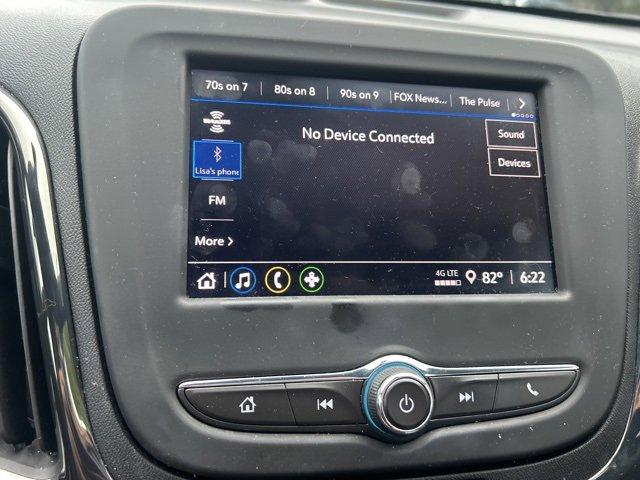 70s on 7 80s on 8 90s on 9 FOX News... The Pulse
SiriusXM
No Device Connected
Sound
Lisa's phone
Devices
FM
More
4G LTE 82° 6:22